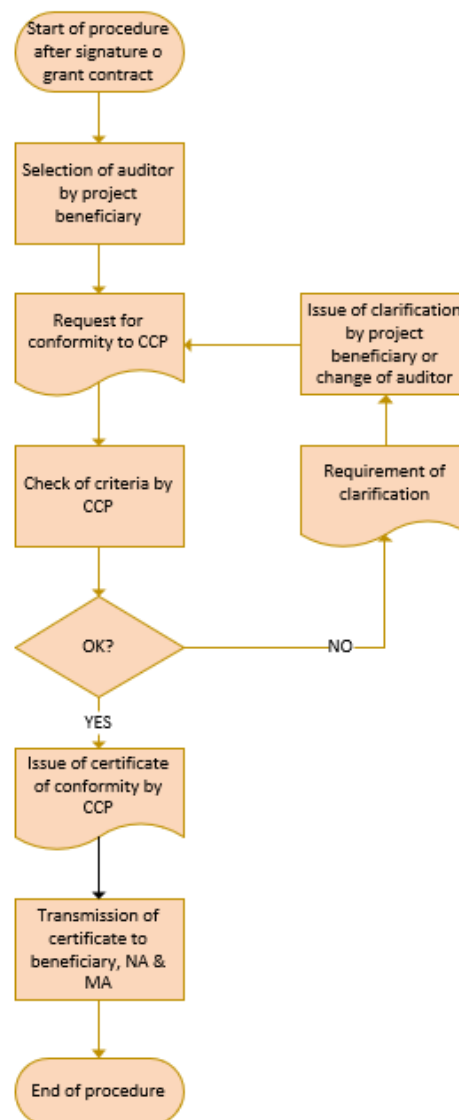 Start of procedure
after signature o
grant contract
Selection of auditor
by project
beneficiary
Request for
conformity to CCP
Issue of clarification
by project
beneficiary or
change of auditor
Check of criteria by
CCP
Requirement of
clarification
OK?
NO
YES
Issue of certificate
of conformity by
CCP
Transmission of
certificate to
beneficiary, NA &
MA
End of procedure